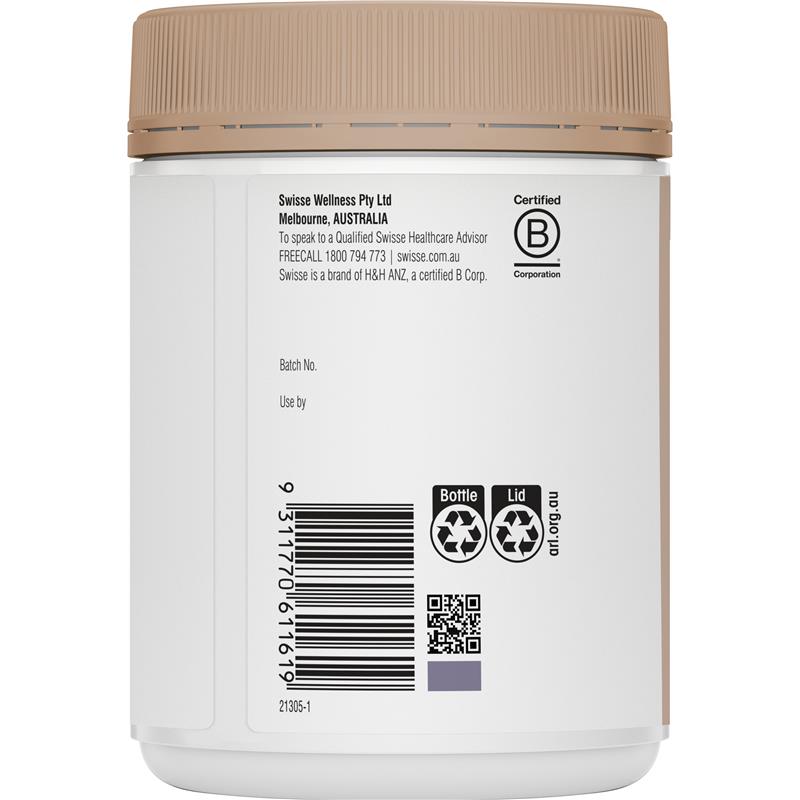 Swisse Wellness Pty Ltd
Melbourne, AUSTRALIA
To speak to a Qualified Swisse Healthcare Advisor
FREECALL 1800 794 773 | swisse.com.au
Swisse is a brand of H&H ANZ, a certified B Corp.
Certified
B
®
Corporation
Batch No.
Use by
Bottle
Lid
arl.org.au
9 311770 611619
21305-1